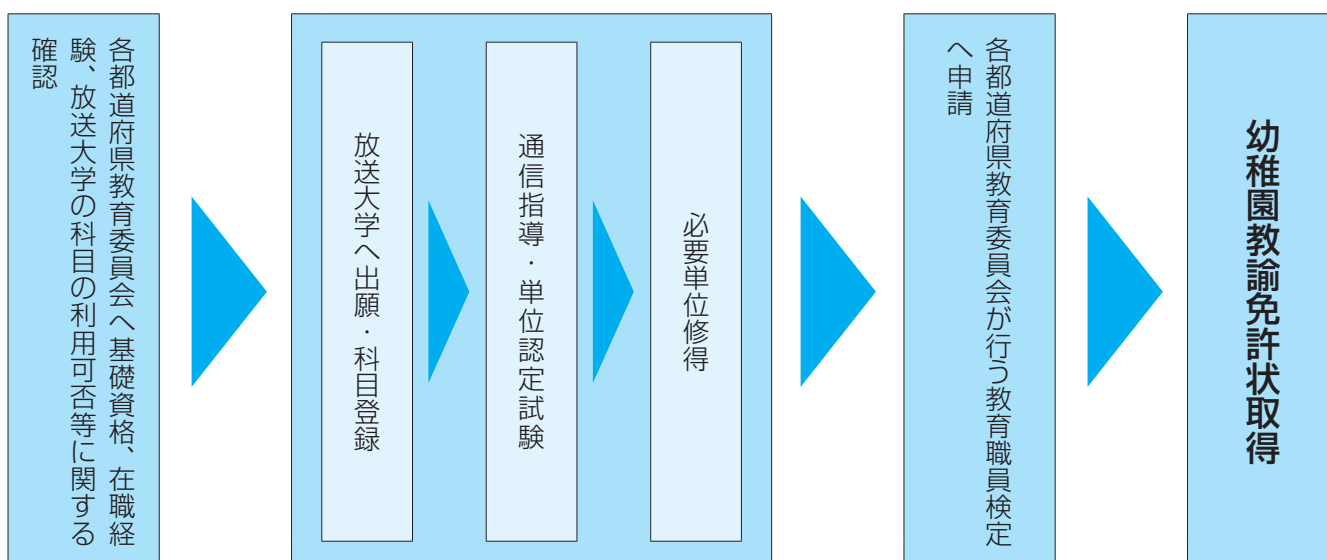 各都道府県教育委員会へ基礎資格、在職経
験、放送大学の科目の利用可否等に関する
確認
放送大学へ出願・科目登録
通信指導・単位認定試験
必要単位修得
各都道府県教育委員会が行う教育職員検定
へ申請
幼稚園教諭免許状取得